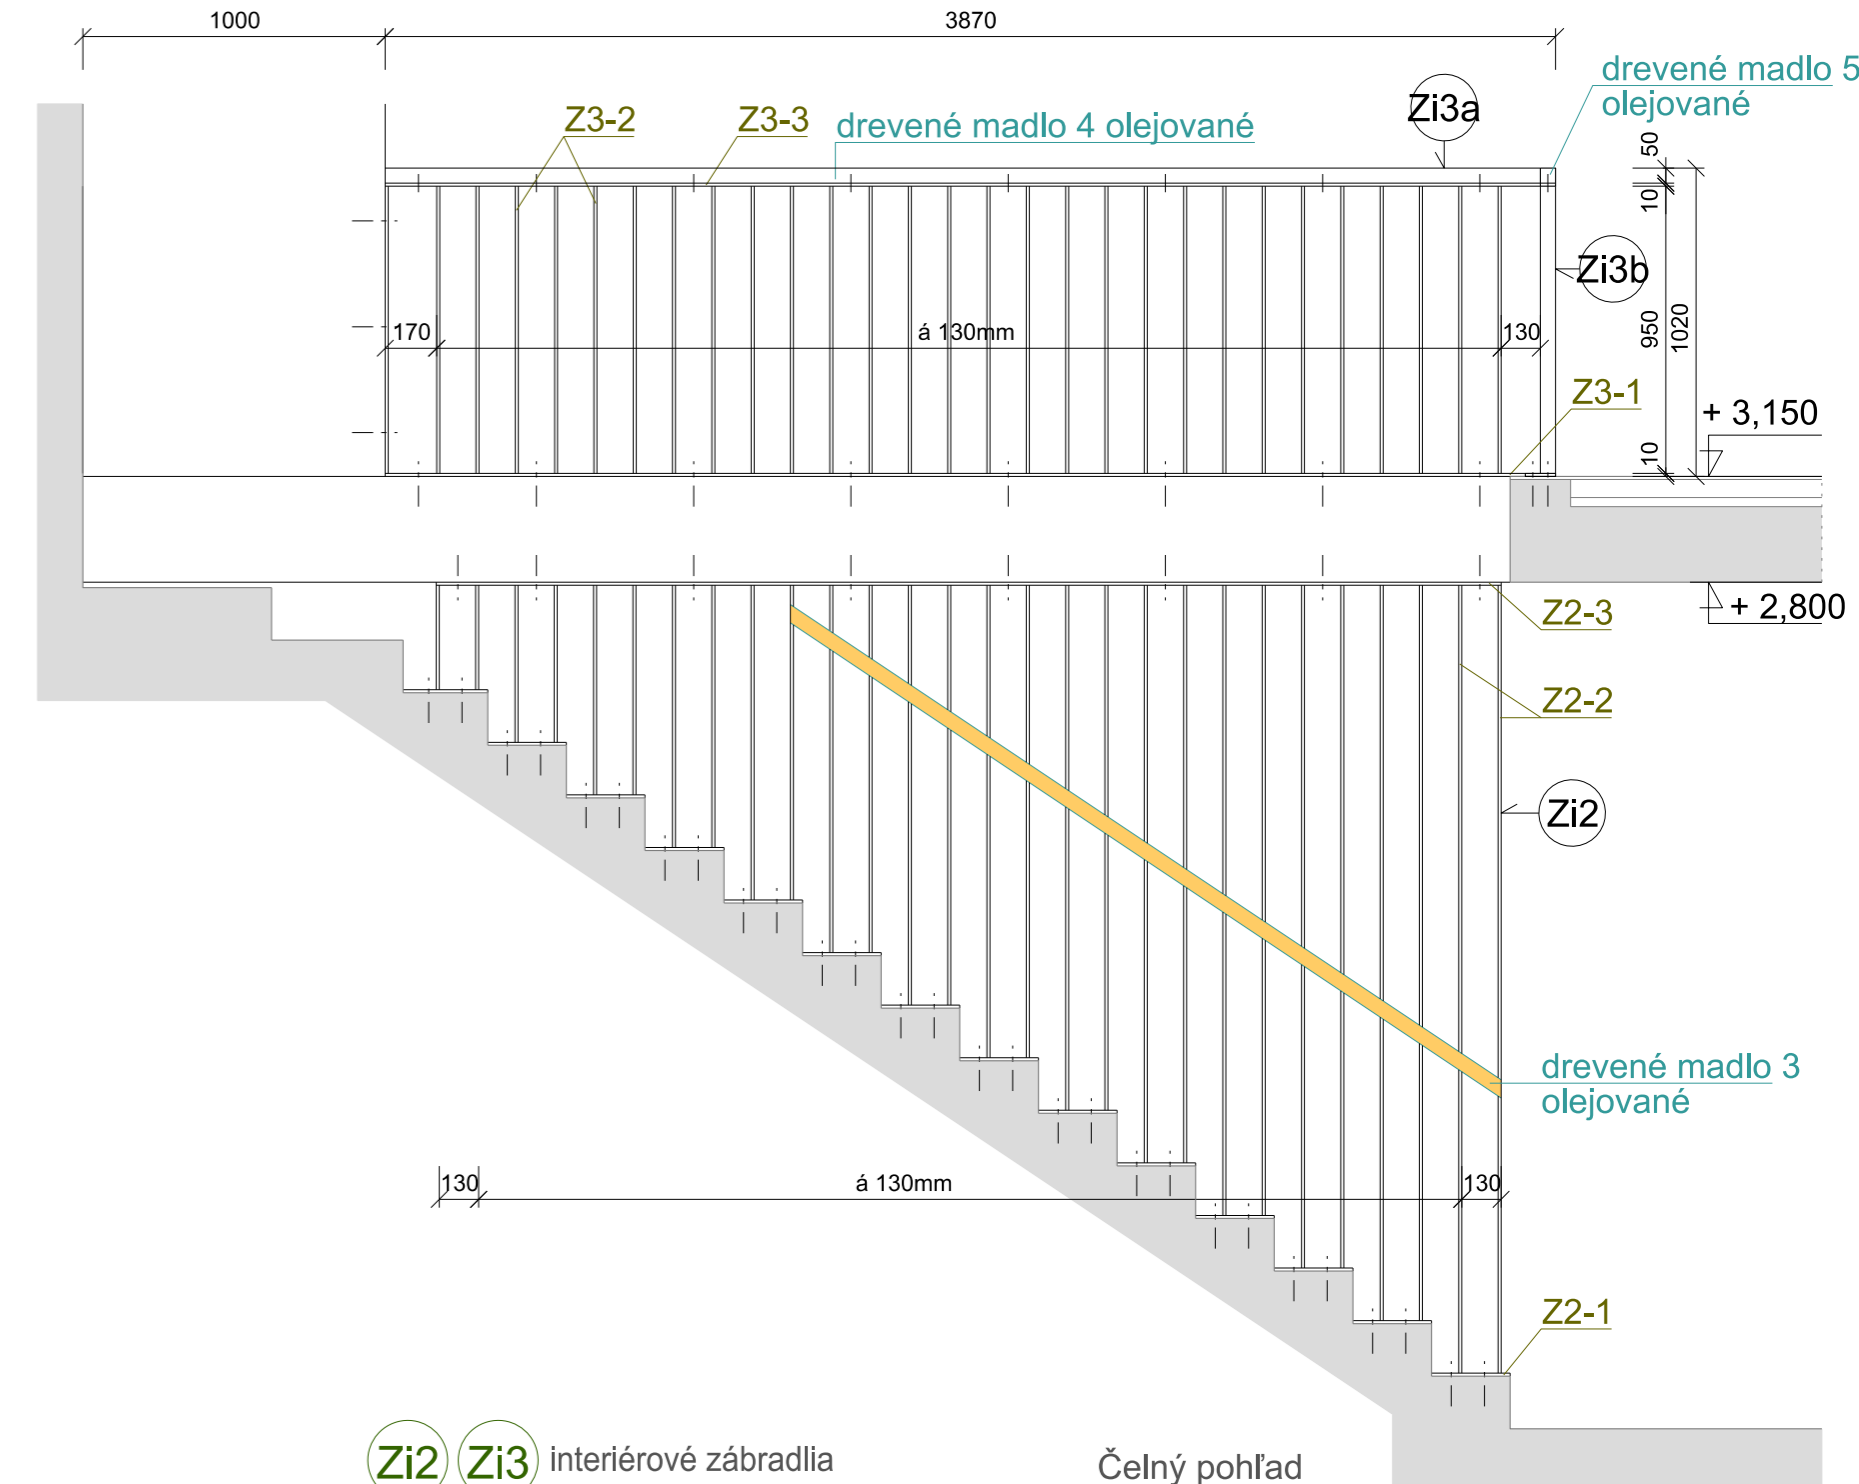 1000
3870
drevené madlo 5
olejované
Zi3a
Z3-2
Z3-3
drevené madlo 4 olejované
50
10
Zi3b
170
á 130mm
130
950
1020
Z3-1
+ 3,150
10
Z2-3
+ 2,800
Z2-2
Zi2
drevené madlo 3
olejované
130
á 130mm
130
Z2-1
Zi2 Zi3 interiérové zábradlia
Čelný pohľad